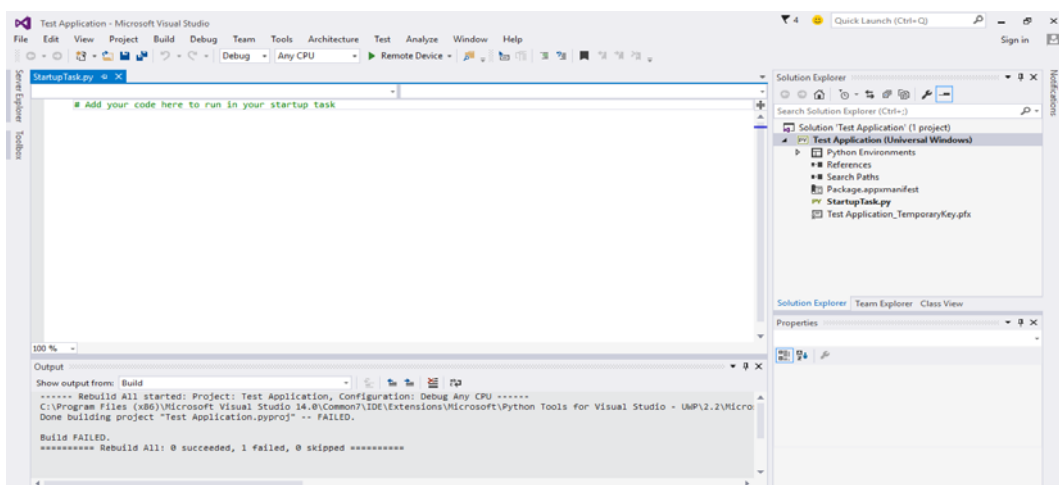 Test Application - Microsoft Visual Studio
4
Quick Launch (Ctrl+Q)
File Edit View Project Build Debug Team Tools Architecture Test Analyze Window Help
Sign in
Debug Any CPU Remote Device
Server Explorer
Toolbox
StartupTask.py
# Add your code here to run in your startup task
100 %
Output
Show output from: Build
------ Rebuild All started: Project: Test Application, Configuration: Debug Any CPU ------
C:\Program Files (x86)\Microsoft Visual Studio 14.0\Common7\IDE\Extensions\Microsoft\Python Tools for Visual Studio - UWP\2.2\Micro
Done building project "Test Application.pyproj" -- FAILED.
Build FAILED.
========== Rebuild All: 0 succeeded, 1 failed, 0 skipped ==========
Solution Explorer
Search Solution Explorer (Ctrl+;)
Solution 'Test Application' (1 project)
PY Test Application (Universal Windows)
Python Environments
References
Search Paths
Package.appxmanifest
PY StartupTask.py
Test Application_TemporaryKey.pfx
Solution Explorer Team Explorer Class View
Properties
Notifications